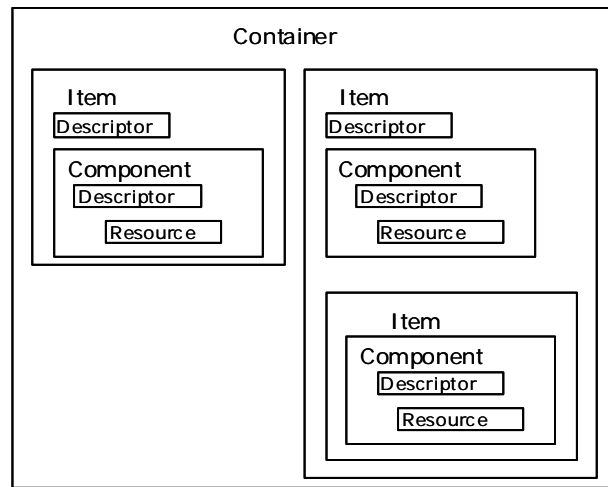 Container
Item
Descriptor
Component
Descriptor
Resource
Item
Descriptor
Component
Descriptor
Resource
Item
Component
Descriptor
Resource